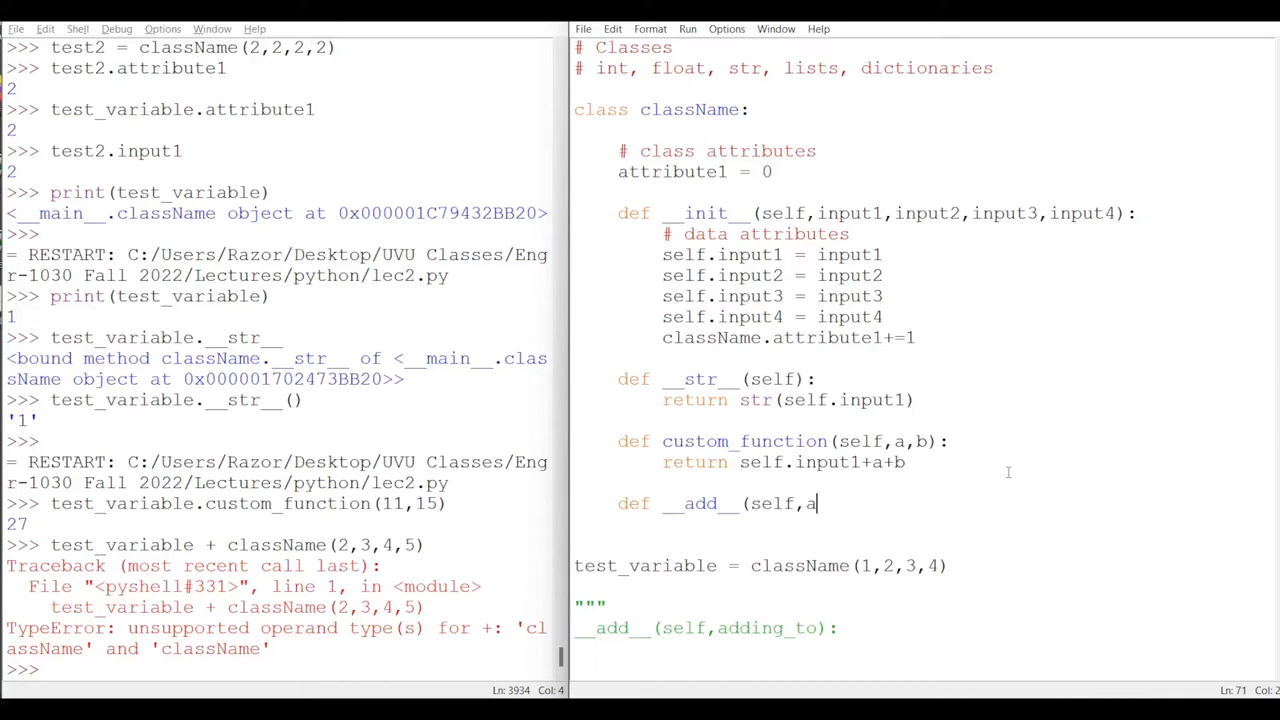 File Edit Shell Debug Options Window Help
>>> test2 = className(2,2,2,2)
>>> test2.attribute1
2
>>> test_variable.attribute1
2
>>> test2.input1
2
>>> print(test_variable)
<__main__.className object at 0x000001C79432BB20>
>>>
= RESTART: C:/Users/Razor/Desktop/UVU Classes/Eng
r-1030 Fall 2022/Lectures/python/lec2.py
>>> print(test_variable)
1
>>> test_variable.__str__
<bound method className.__str__ of <__main__.clas
sName object at 0x000001702473BB20>>
>>> test_variable.__str__()
'1'
>>>
= RESTART: C:/Users/Razor/Desktop/UVU Classes/Eng
r-1030 Fall 2022/Lectures/python/lec2.py
>>> test_variable.custom_function(11,15)
27
>>> test_variable + className(2,3,4,5)
Traceback (most recent call last):
File "<pyshell#331>", line 1, in <module>
test_variable + className(2,3,4,5)
TypeError: unsupported operand type(s) for +: 'cl
assName' and 'className'
>>>
Ln: 3934 Col: 4
File Edit Format Run Options Window Help
# Classes
# int, float, str, lists, dictionaries
class className:
# class attributes
attribute1 = 0
def __init__(self,input1,input2,input3,input4):
# data attributes
self.input1 = input1
self.input2 = input2
self.input3 = input3
self.input4 = input4
className.attribute1+=1
def __str__(self):
return str(self.input1)
def custom_function(self,a,b):
return self.input1+a+b
def __add__(self,a
test_variable = className(1,2,3,4)
"""
__add__(self,adding_to):
Ln: 71 Col: 2